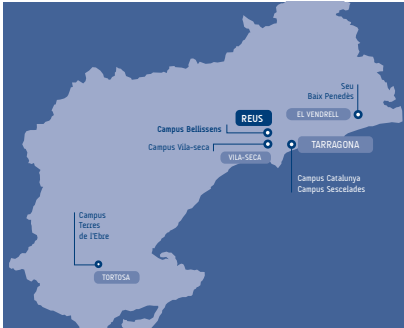 Seu
Baix Penedès
EL VENDRELL
REUS
Campus Bellissens
Campus Vila-seca
VILA-SECA
TARRAGONA
Campus Catalunya
Campus Sescelades
Campus
Terres
de l'Ebre
TORTOSA